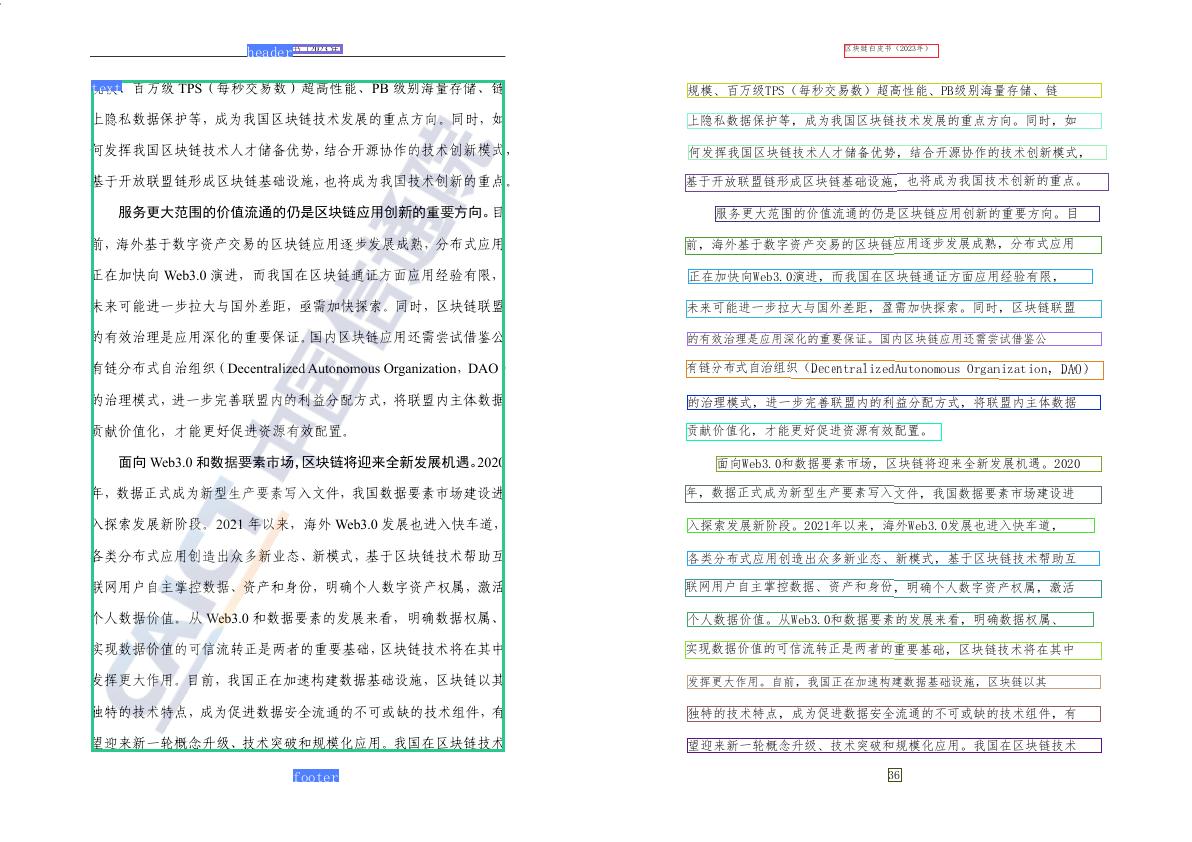 header
text
、百万级 TPS（每秒交易数）超高性能、PB 级别海量存储、链
上隐私数据保护等，成为我国区块链技术发展的重点方向。同时，如
何发挥我国区块链技术人才储备优势，结合开源协作的技术创新模式，
基于开放联盟链形成区块链基础设施，也将成为我国技术创新的重点。
服务更大范围的价值流通的仍是区块链应用创新的重要方向。目
前，海外基于数字资产交易的区块链应用逐步发展成熟，分布式应用
正在加快向 Web3.0 演进，而我国在区块链通证方面应用经验有限，
未来可能进一步拉大与国外差距，亟需加快探索。同时，区块链联盟
的有效治理是应用深化的重要保证。国内区块链应用还需尝试借鉴公
有链分布式自治组织（Decentralized Autonomous Organization，DAO
的治理模式，进一步完善联盟内的利益分配方式，将联盟内主体数据
贡献价值化，才能更好促进资源有效配置。
面向 Web3.0 和数据要素市场，区块链将迎来全新发展机遇。2020
年，数据正式成为新型生产要素写入文件，我国数据要素市场建设进
入探索发展新阶段。2021 年以来，海外 Web3.0 发展也进入快车道，
各类分布式应用创造出众多新业态、新模式，基于区块链技术帮助互
联网用户自主掌控数据、资产和身份，明确个人数字资产权属，激活
个人数据价值。从 Web3.0 和数据要素的发展来看，明确数据权属、
实现数据价值的可信流转正是两者的重要基础，区块链技术将在其中
发挥更大作用。目前，我国正在加速构建数据基础设施，区块链以其
独特的技术特点，成为促进数据安全流通的不可或缺的技术组件，有
望迎来新一轮概念升级、技术突破和规模化应用。我国在区块链技术
footer
CAICT 中国信通院
区块链白皮书（2023年）
规模、百万级TPS（每秒交易数）超高性能、PB级别海量存储、链
上隐私数据保护等，成为我国区块链技术发展的重点方向。同时，如
何发挥我国区块链技术人才储备优势，结合开源协作的技术创新模式，
基于开放联盟链形成区块链基础设施，也将成为我国技术创新的重点。
服务更大范围的价值流通的仍是区块链应用创新的重要方向。目
前，海外基于数字资产交易的区块链应用逐步发展成熟，分布式应用
正在加快向Web3.0演进，而我国在区块链通证方面应用经验有限，
未来可能进一步拉大与国外差距，盈需加快探索。同时，区块链联盟
的有效治理是应用深化的重要保证。国内区块链应用还需尝试借鉴公
有链分布式自治组织（DecentralizedAutonomous Organization，DAO）
的治理模式，进一步完善联盟内的利益分配方式，将联盟内主体数据
贡献价值化，才能更好促进资源有效配置。
面向Web3.0和数据要素市场，区块链将迎来全新发展机遇。2020
年，数据正式成为新型生产要素写入文件，我国数据要素市场建设进
入探索发展新阶段。2021年以来，海外Web3.0发展也进入快车道，
各类分布式应用创造出众多新业态、新模式，基于区块链技术帮助互
联网用户自主掌控数据、资产和身份，明确个人数字资产权属，激活
个人数据价值。从Web3.0和数据要素的发展来看，明确数据权属、
实现数据价值的可信流转正是两者的重要基础，区块链技术将在其中
发挥更大作用。自前，我国正在加速构建数据基础设施，区块链以其
独特的技术特点，成为促进数据安全流通的不可或缺的技术组件，有
望迎来新一轮概念升级、技术突破和规模化应用。我国在区块链技术
36